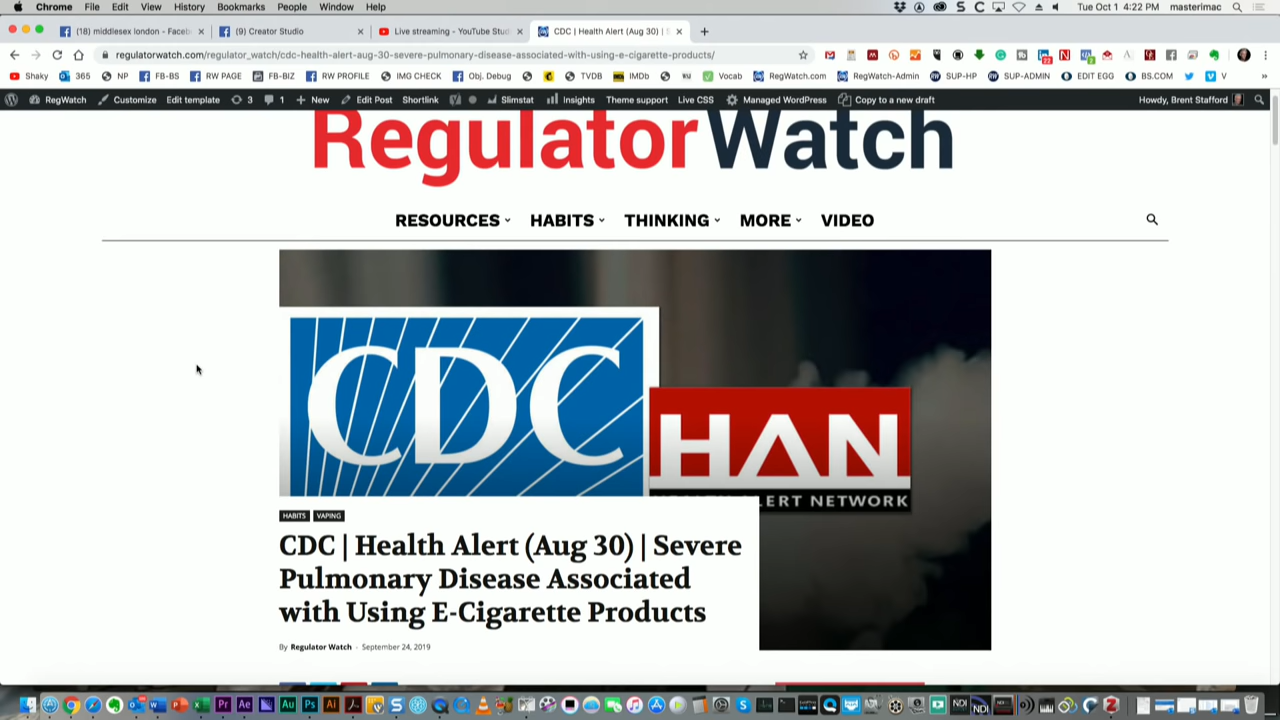 Chrome File Edit View History Bookmarks People Window Help Tue Oct 1 4:22 PM masterimac
(18) middlesex london - Faceb (9) Creator Studio Live streaming - YouTube Stud CDC | Health Alert (Aug 30) | S
regulatorwatch.com/regulator_watch/cdc-health-alert-aug-30-severe-pulmonary-disease-associated-with-using-e-cigarette-products/
Shaky 365 NP FB-BS RW PAGE FB-BIZ RW PROFILE IMG CHECK Obj. Debug TVDB IMDb Vocab RegWatch.com RegWatch-Admin SUP-HP SUP-ADMIN EDIT EGG BS.COM V
RegWatch Customize Edit template 3 1 New Edit Post Shortlink Slimstat Insights Theme support Live CSS Managed WordPress Copy to a new draft Howdy, Brent Stafford
RegulatorWatch
RESOURCES HABITS THINKING MORE VIDEO
CDC
HAN
ERT NETWORK
HABITS VAPING
CDC | Health Alert (Aug 30) | Severe
Pulmonary Disease Associated
with Using E-Cigarette Products
By Regulator Watch - September 24, 2019